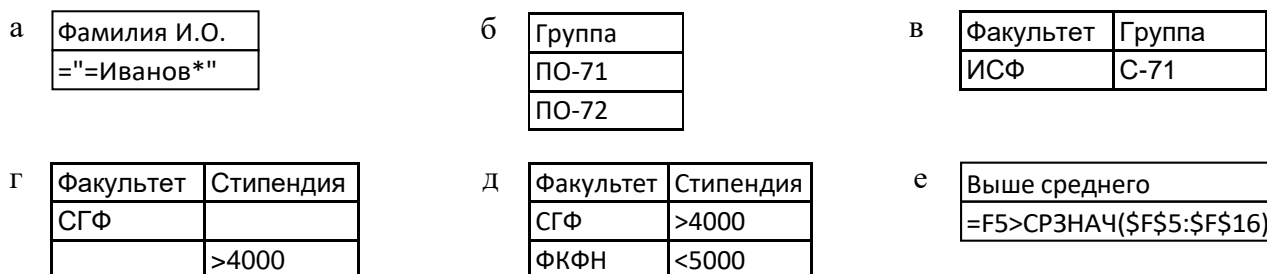 а
Фамилия И.О.
="=Иванов*"
б
Группа
ПО-71
ПО-72
в
Факультет Группа
ИСФ С-71
г
Факультет Стипендия
СГФ
>4000
д
Факультет Стипендия
СГФ >4000
ФКФН <5000
е
Выше среднего
=F5>СРЗНАЧ($F$5:$F$16)